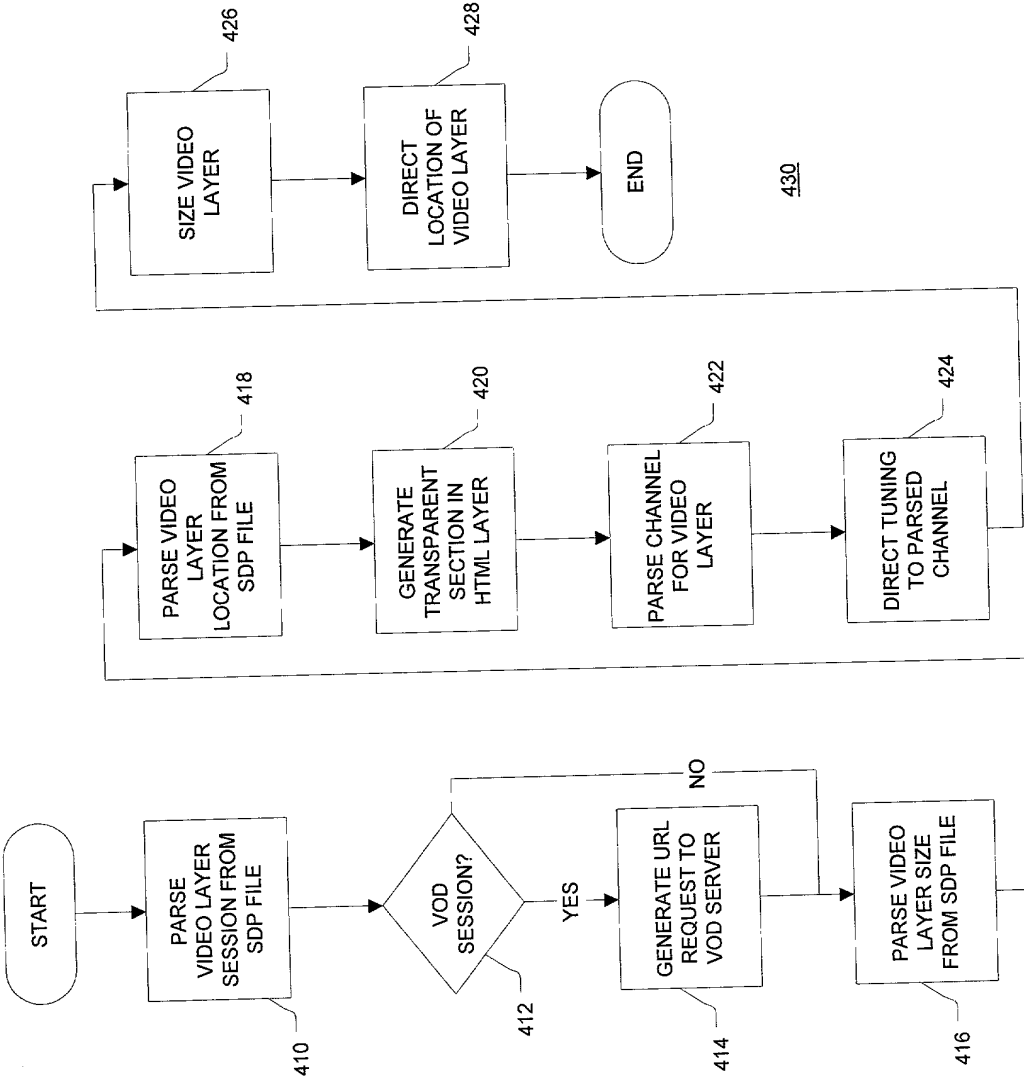 START
PARSE
VIDEO LAYER
SESSION FROM
SDP FILE
410
VOD
SESSION?
412
YES
NO
GENERATE URL
REQUEST TO
VOD SERVER
414
PARSE VIDEO
LAYER SIZE
FROM SDP FILE
416
PARSE VIDEO
LAYER
LOCATION FROM
SDP FILE
418
GENERATE
TRANSPARENT
SECTION IN
HTML LAYER
420
PARSE CHANNEL
FOR VIDEO
LAYER
422
DIRECT TUNING
TO PARSED
CHANNEL
424
SIZE VIDEO
LAYER
426
DIRECT
LOCATION OF
VIDEO LAYER
428
END
430